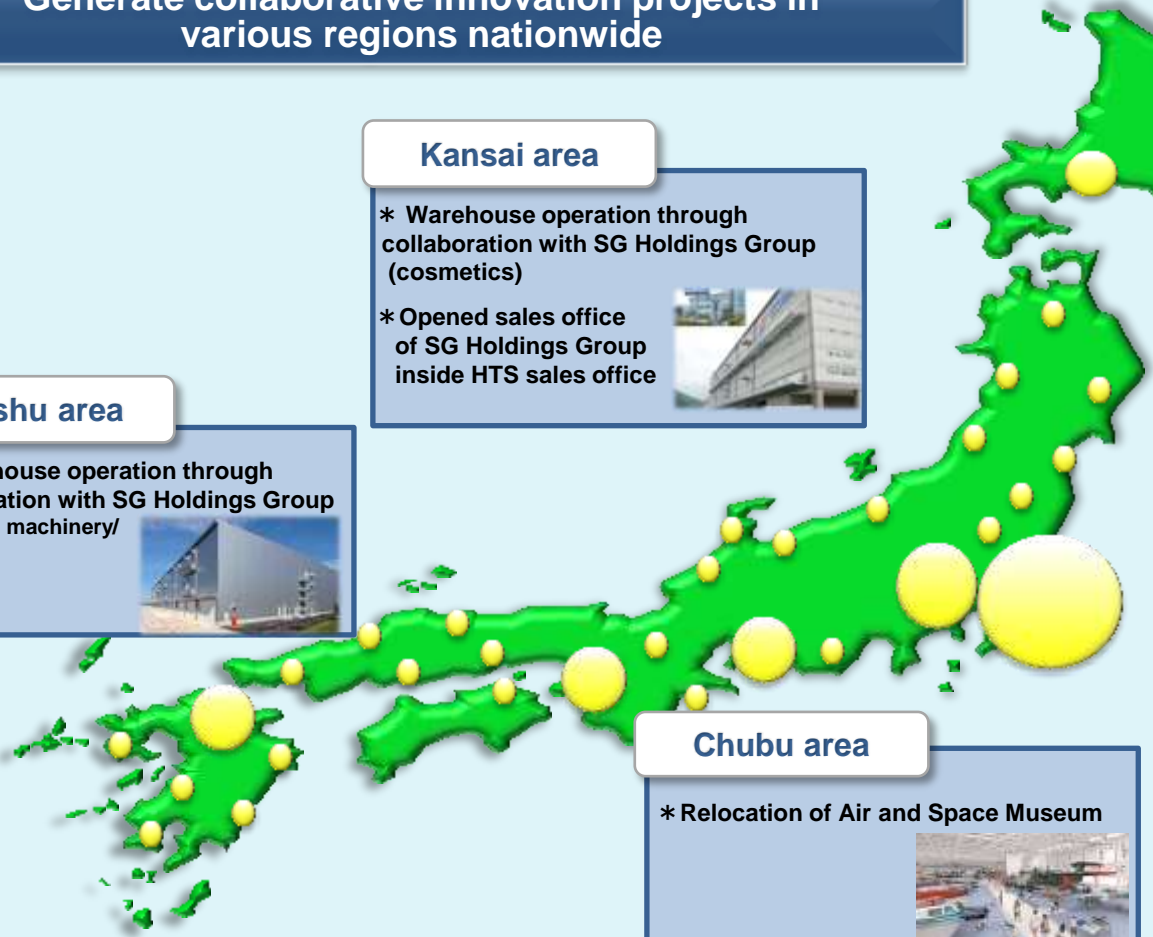 Generate collaborative innovation projects in
various regions nationwide
Kansai area
* Warehouse operation through
collaboration with SG Holdings Group
(cosmetics)
* Opened sales office
of SG Holdings Group
inside HTS sales office
shu area
house operation through
ation with SG Holdings Group
machinery/
Chubu area
* Relocation of Air and Space Museum